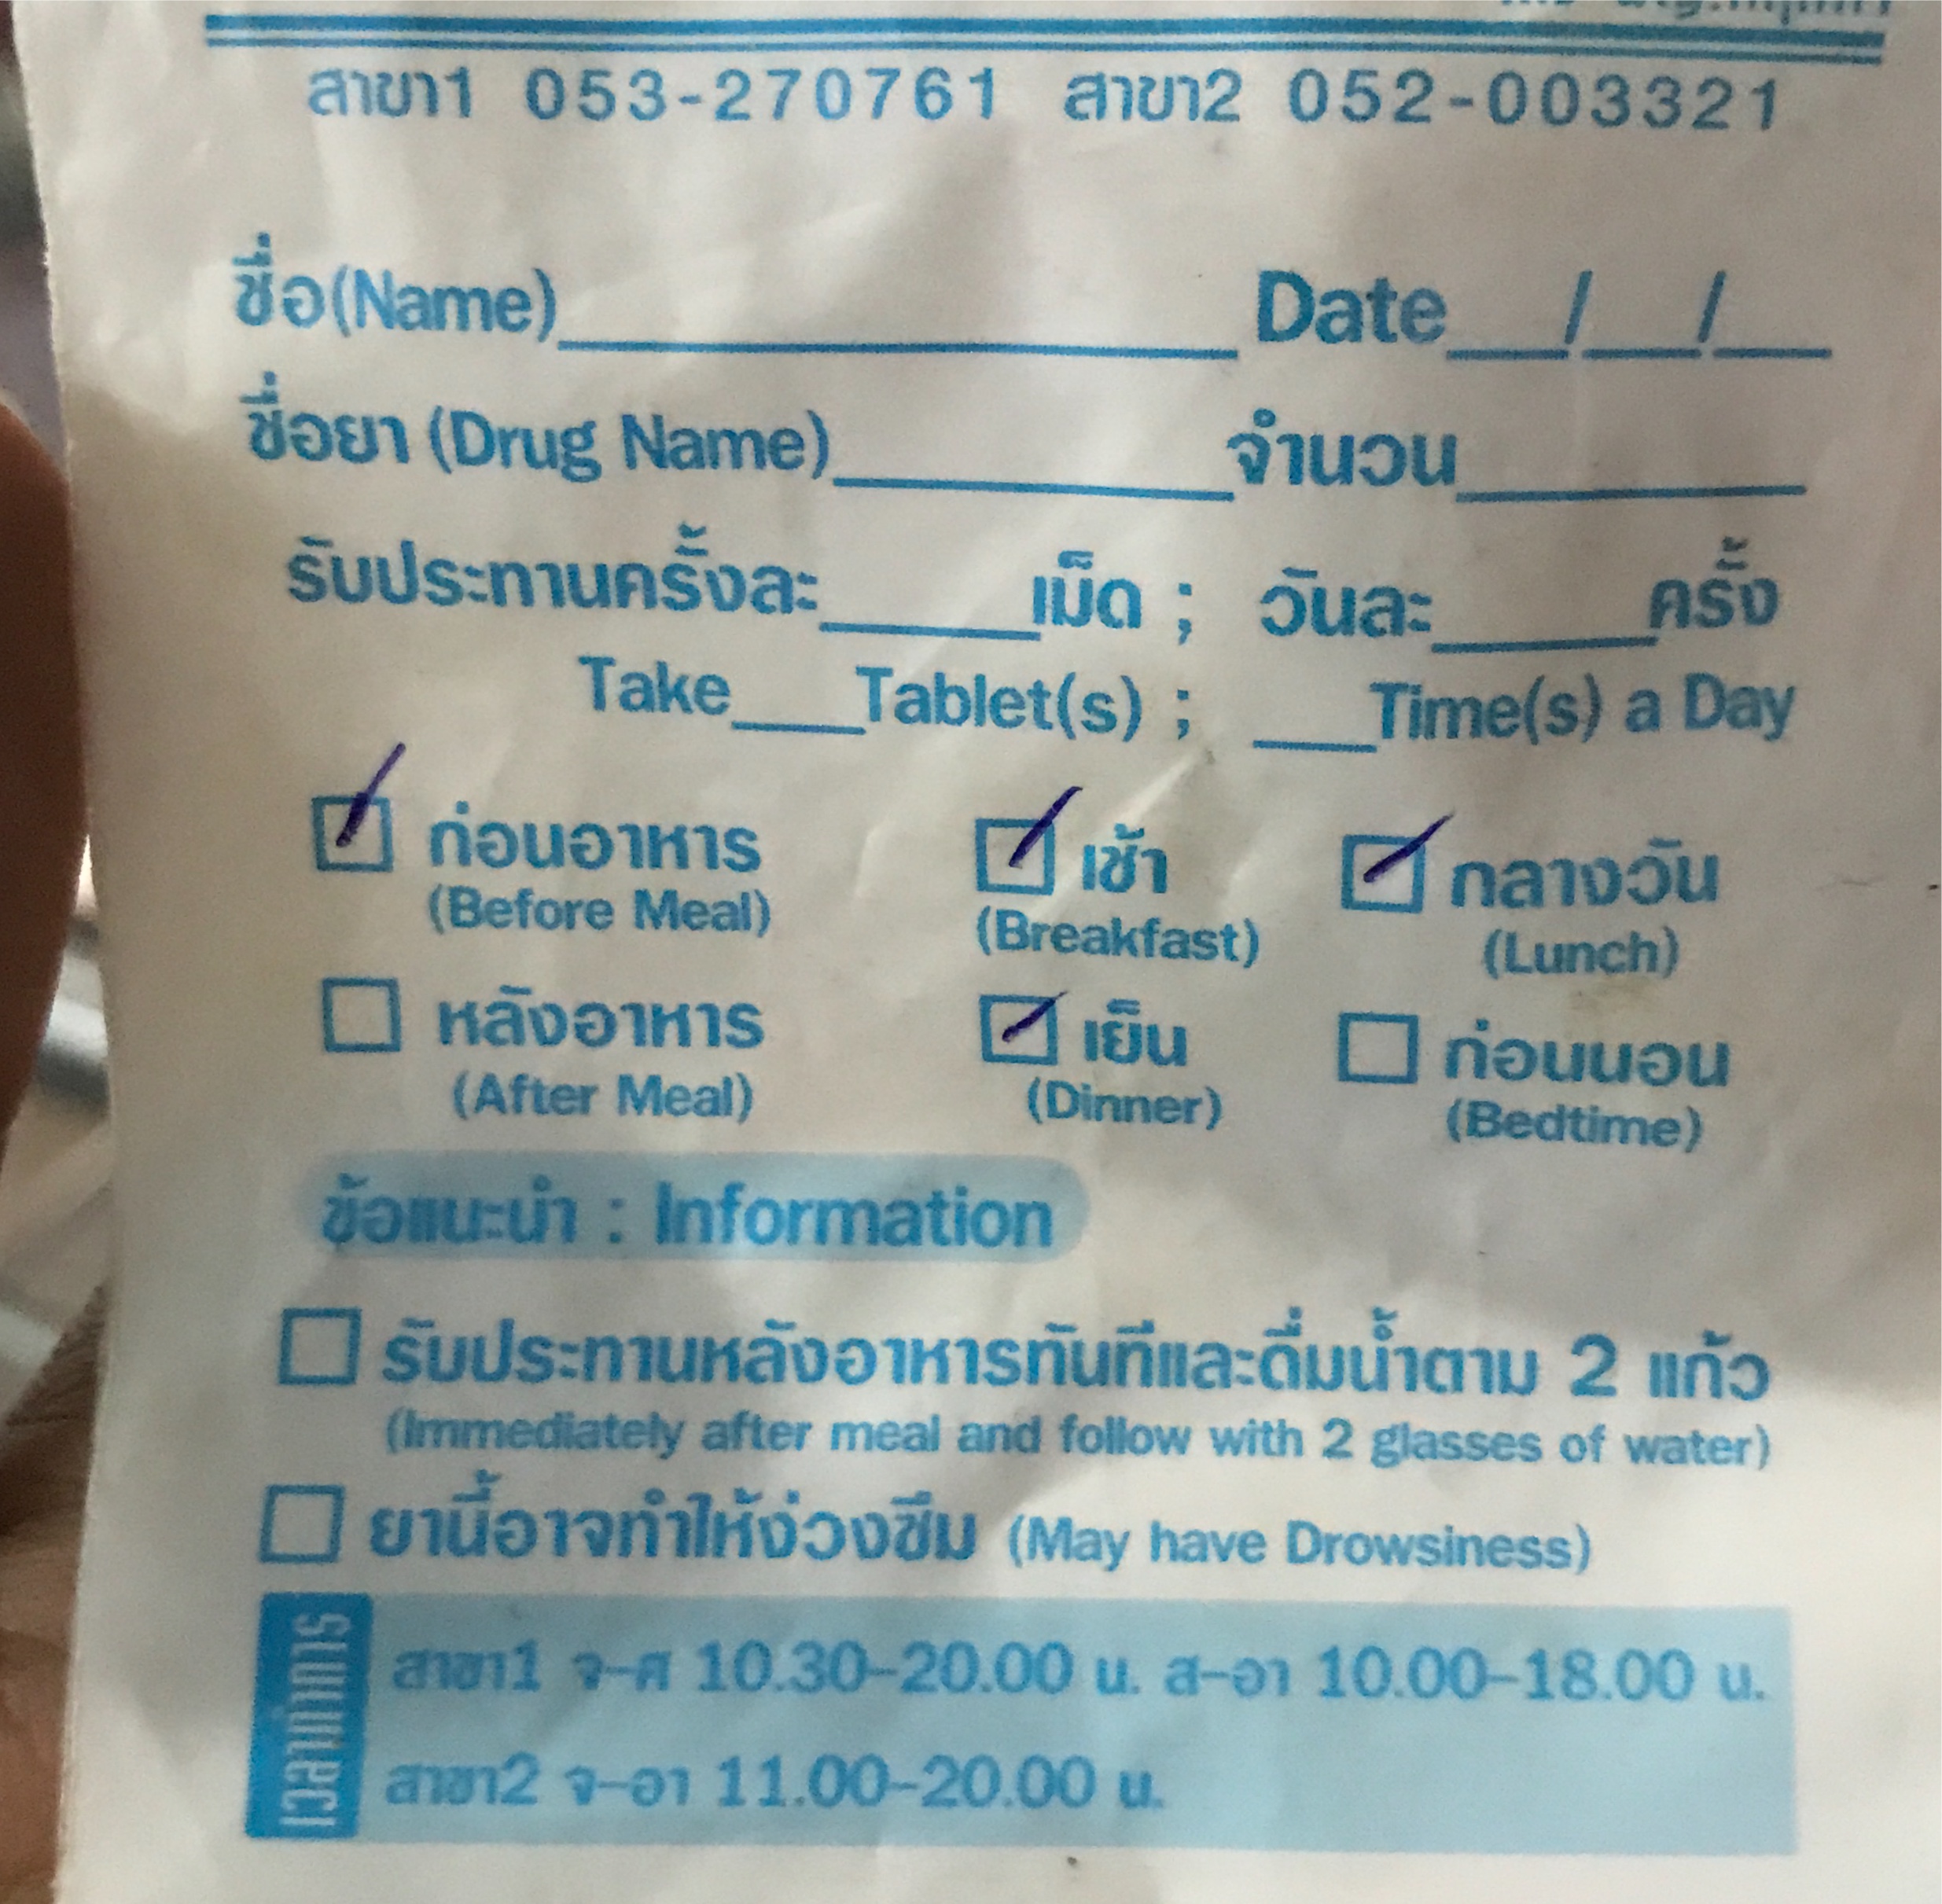 สาขา1 053-270761 สาขา2 052-003321
ชื่อ(Name)____________ Date___/___/___
ชื่อยา (Drug Name)________จำนวน_______
รับประทานครั้งละ_____เม็ด ; วันละ_____ครั้ง
Take___Tablet(s) ; ___Time(s) a Day
ก่อนอาหาร เช้า กลางวัน
(Before Meal) (Breakfast) (Lunch)
หลังอาหาร เย็น ก่อนนอน
(After Meal) (Dinner) (Bedtime)
ข้อแนะนำ : Information
รับประทานหลังอาหารทันทีและดื่มน้ำตาม 2 แก้ว
(Immediately after meal and follow with 2 glasses of water)
ยานี้อาจทำให้ง่วงซึม (May have Drowsiness)
เวลาทำการ
สาขา1 จ-ศ 10.30-20.00 น. ส-อา 10.00-18.00 น.
สาขา2 จ-อา 11.00-20.00 น.